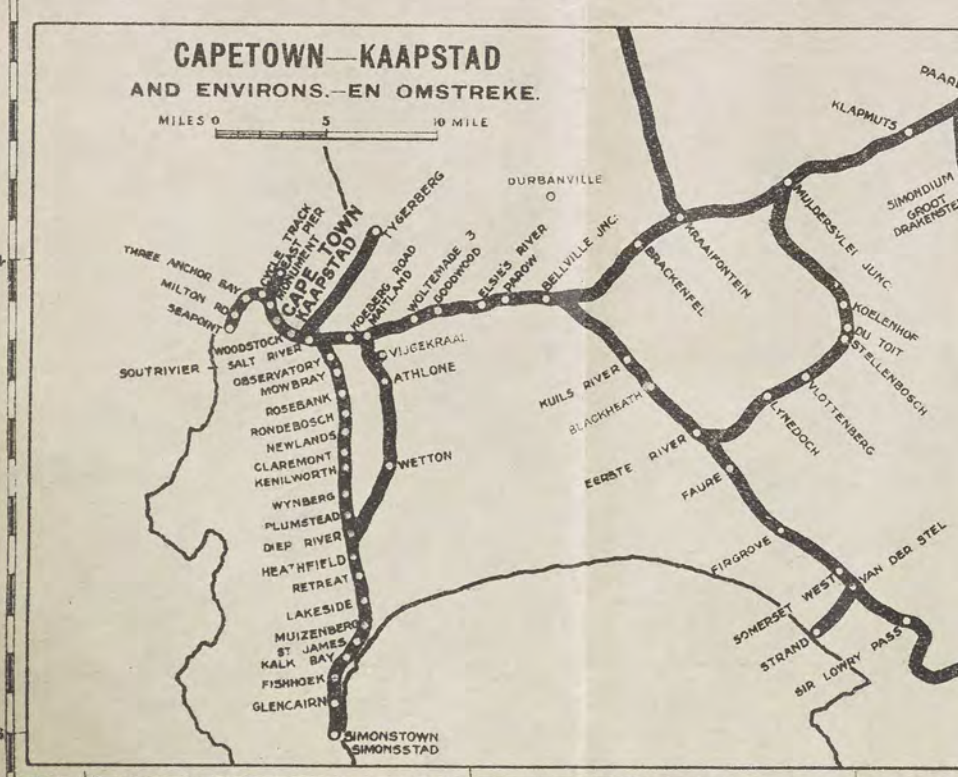 CAPETOWN—KAAPSTAD
AND ENVIRONS.—EN OMSTREKE.
MILES 0 5 10 MILE
PAARL
KLAPMUTS
DURBANVILLE
MULDERSVLEI JUNC.
SIMONDIUM
GROOT
DRAKENSTEIN
KRAAIFONTEIN
BRACKENFEL
BELLVILLE JNC.
PAROW
ELSIE'S RIVER
GOODWOOD
WOLTEMADE 3
MAITLAND
KOEBERG ROAD
TYGERBERG
CAPE TOWN
KAAPSTAD
MONUMENT
CYCLE TRACK
THREE ANCHOR BAY
MILTON RD
SEAPOINT
WOODSTOCK
SOUTRIVIER - SALT RIVER
OBSERVATORY
MOWBRAY
ROSEBANK
RONDEBOSCH
NEWLANDS
CLAREMONT
KENILWORTH
WYNBERG
PLUMSTEAD
DIEP RIVER
HEATHFIELD
RETREAT
LAKESIDE
MUIZENBERG
ST JAMES
KALK BAY
FISHHOEK
GLENCAIRN
SIMONSTOWN
SIMONSSTAD
VIJGEKRAAL
ATHLONE
WETTON
KUILS RIVER
BLACKHEATH
EERSTE RIVER
FAURE
FIRGROVE
SOMERSET WEST
VAN DER STEL
STRAND
SIR LOWRY PASS
KOELENHOF
DU TOIT
STELLENBOSCH
VLOTTENBERG
LYNEDOCH